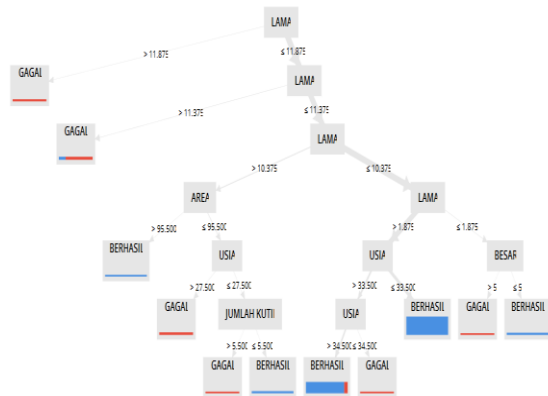 LAMA
> 11.875
≤ 11.875
GAGAL
LAMA
> 11.375
≤ 11.375
GAGAL
LAMA
> 10.375
≤ 10.375
AREA
LAMA
> 95.500
≤ 95.500
> 1.875
≤ 1.875
BERHASIL
USIA
USIA
BESAR
> 27.500
≤ 27.500
> 33.500
≤ 33.500
> 5
≤ 5
GAGAL
JUMLAH KUTIL
USIA
BERHASIL
GAGAL
BERHASIL
> 5.500
≤ 5.500
> 34.500
≤ 34.500
GAGAL
BERHASIL
BERHASIL
GAGAL